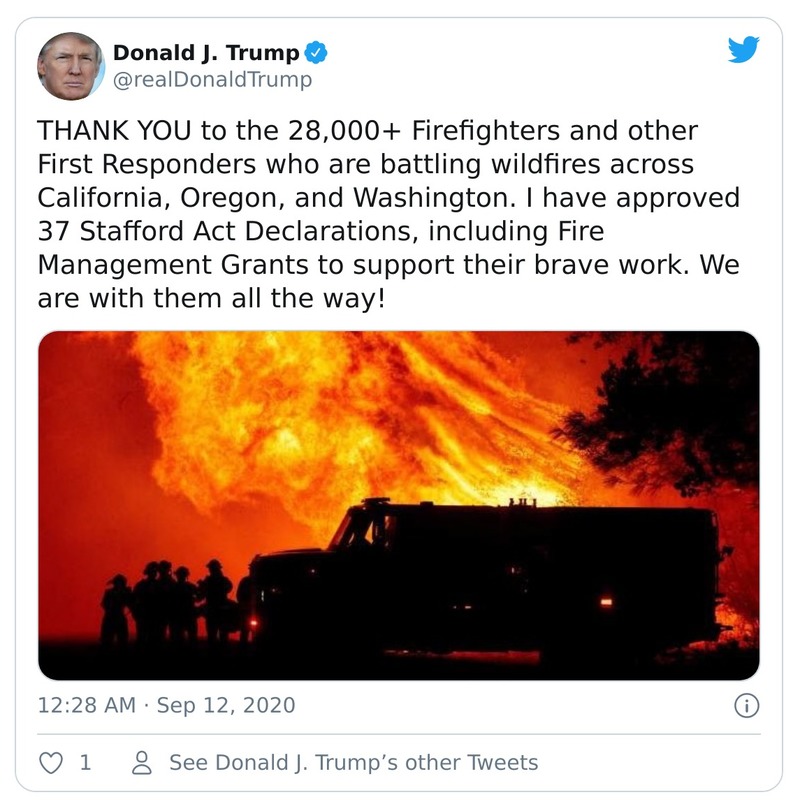 Donald J. Trump
@realDonaldTrump
THANK YOU to the 28,000+ Firefighters and other
First Responders who are battling wildfires across
California, Oregon, and Washington. I have approved
37 Stafford Act Declarations, including Fire
Management Grants to support their brave work. We
are with them all the way!
12:28 AM · Sep 12, 2020
1
See Donald J. Trump’s other Tweets